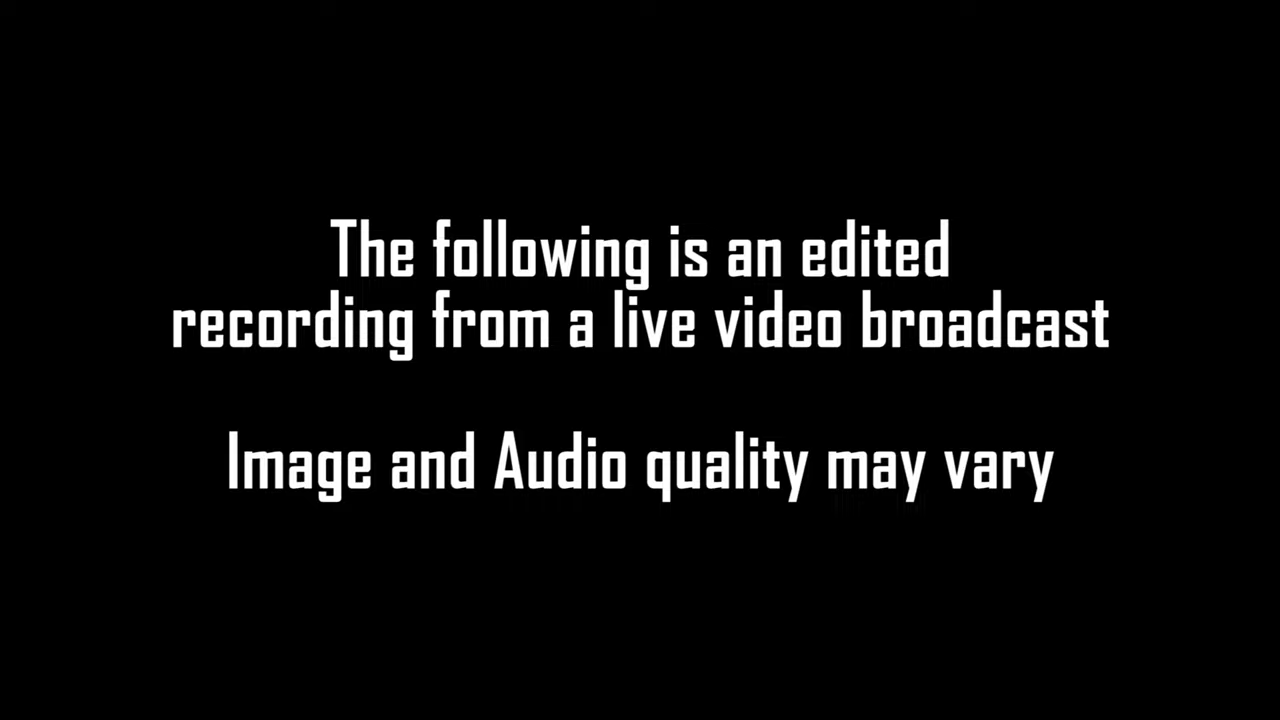 The following is an edited
recording from a live video broadcast
Image and Audio quality may vary